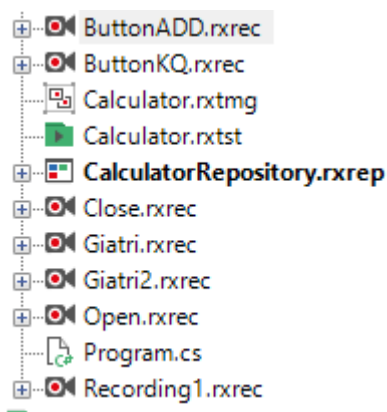 ButtonADD.rxrec
ButtonKQ.rxrec
Calculator.rxtmg
Calculator.rxtst
CalculatorRepository.rxrep
Close.rxrec
Giatri.rxrec
Giatri2.rxrec
Open.rxrec
Program.cs
Recording1.rxrec